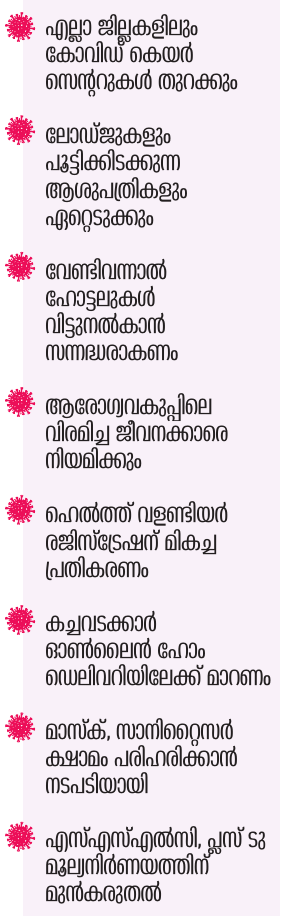 എല്ലാ ജില്ലകളിലും
കോവിഡ് കെയർ
സെന്ററുകൾ തുറക്കും
ലോഡ്ജുകളും
പൂട്ടിക്കിടക്കുന്ന
ആശുപത്രികളും
ഏറ്റെടുക്കും
വേണ്ടിവന്നാൽ
ഹോട്ടലുകൾ
വിട്ടുനൽകാൻ
സന്നദ്ധരാകണം
ആരോഗ്യവകുപ്പിലെ
വിരമിച്ച ജീവനക്കാരെ
നിയമിക്കും
ഹെൽത്ത് വളണ്ടിയർ
രജിസ്ട്രേഷന് മികച്ച
പ്രതികരണം
കച്ചവടക്കാർ
ഓൺലൈൻ ഹോം
ഡെലിവറിയിലേക്ക് മാറണം
മാസ്ക്, സാനിറ്റൈസർ
ക്ഷാമം പരിഹരിക്കാൻ
നടപടിയായി
എസ്എസ്എൽസി, പ്ലസ് ടു
മൂല്യനിർണയത്തിന്
മുൻകരുതൽ